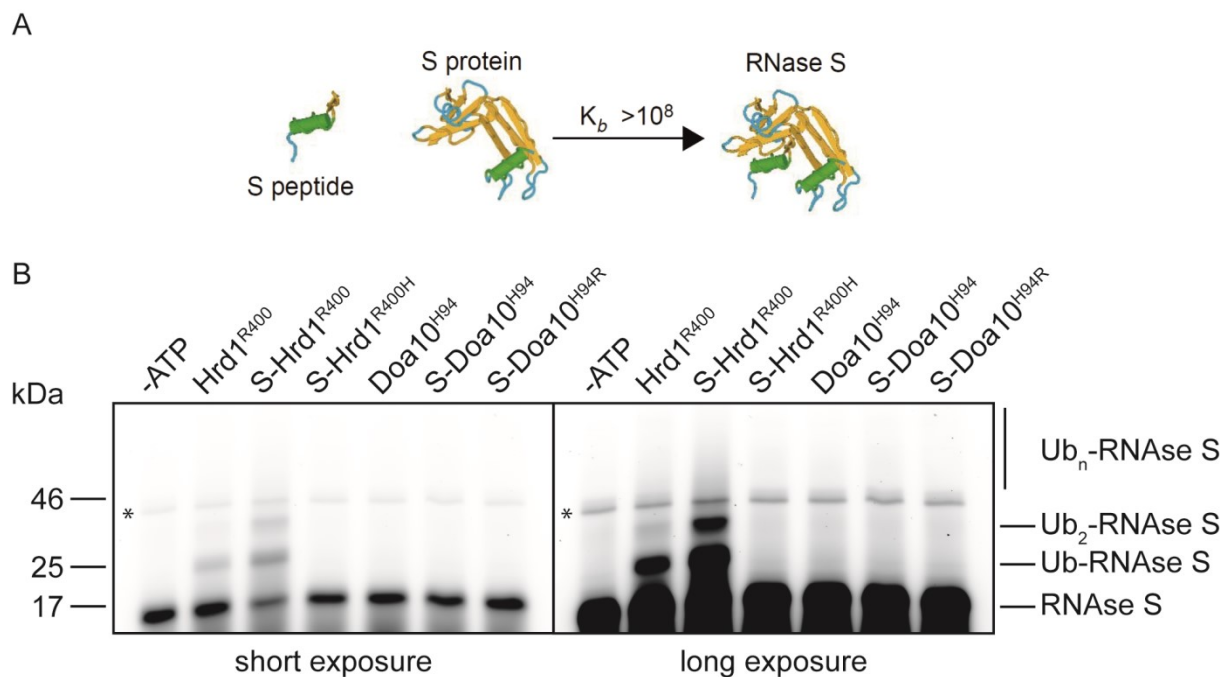 A
S peptide
S protein
K_b >10⁸
RNase S
B
kDa
-ATP
Hrd1^R400
S-Hrd1^R400
S-Hrd1^R400H
Doa10^H94
S-Doa10^H94
S-Doa10^H94R
-ATP
Hrd1^R400
S-Hrd1^R400
S-Hrd1^R400H
Doa10^H94
S-Doa10^H94
S-Doa10^H94R
46
*
25
17
*
Ub_n-RNAse S
Ub_2-RNAse S
Ub-RNAse S
RNAse S
short exposure
long exposure